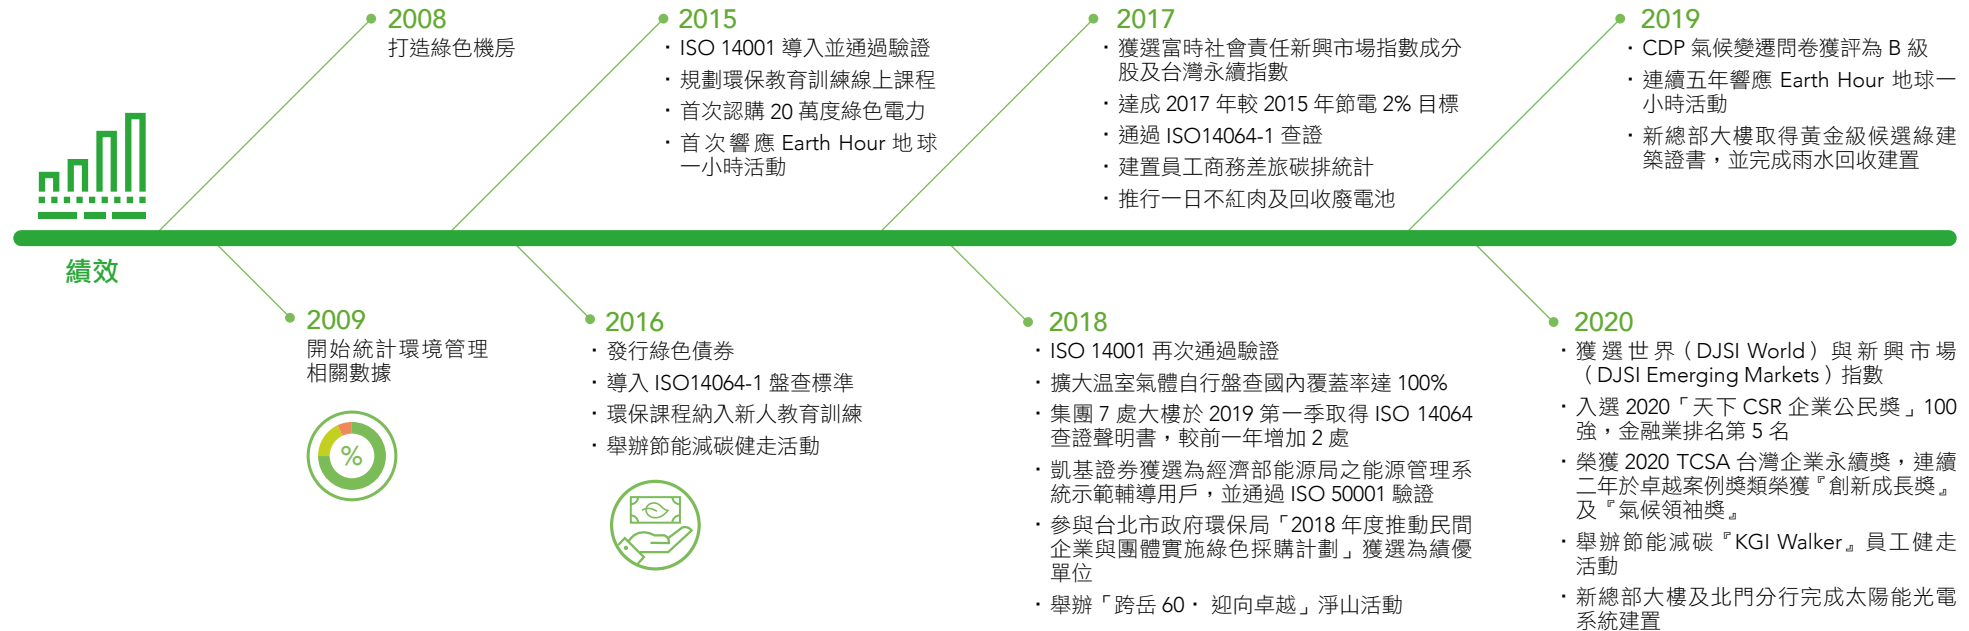 2008
打造綠色機房
2015
・ISO 14001 導入並通過驗證
・規劃環保教育訓練線上課程
・首次認購 20 萬度綠色電力
・首次響應 Earth Hour 地球
一小時活動
2017
・獲選富時社會責任新興市場指數成分
股及台灣永續指數
・達成 2017 年較 2015 年節電 2% 目標
・通過 ISO14064-1 查證
・建置員工商務差旅碳排統計
・推行一日不紅肉及回收廢電池
2019
・CDP 氣候變遷問卷獲評為 B 級
・連續五年響應 Earth Hour 地球一
小時活動
・新總部大樓取得黃金級候選綠建
築證書，並完成雨水回收建置
績效
2009
開始統計環境管理
相關數據
%
2016
・發行綠色債券
・導入 ISO14064-1 盤查標準
・環保課程納入新人教育訓練
・舉辦節能減碳健走活動
2018
・ISO 14001 再次通過驗證
・擴大温室氣體自行盤查國內覆蓋率達 100%
・集團 7 處大樓於 2019 第一季取得 ISO 14064
查證聲明書，較前一年增加 2 處
・凱基證券獲選為經濟部能源局之能源管理系
統示範輔導用戶，並通過 ISO 50001 驗證
・參與台北市政府環保局「2018 年度推動民間
企業與團體實施綠色採購計劃」獲選為績優
單位
・舉辦「跨岳 60・ 迎向卓越」淨山活動
2020
・獲選世界（DJSI World）與新興市場
（DJSI Emerging Markets）指數
・入選 2020「天下 CSR 企業公民獎」100
強，金融業排名第 5 名
・榮獲 2020 TCSA 台灣企業永續獎，連續
二年於卓越案例獎類榮獲『創新成長獎』
及『氣候領袖獎』
・舉辦節能減碳『KGI Walker』員工健走
活動
・新總部大樓及北門分行完成太陽能光電
系統建置